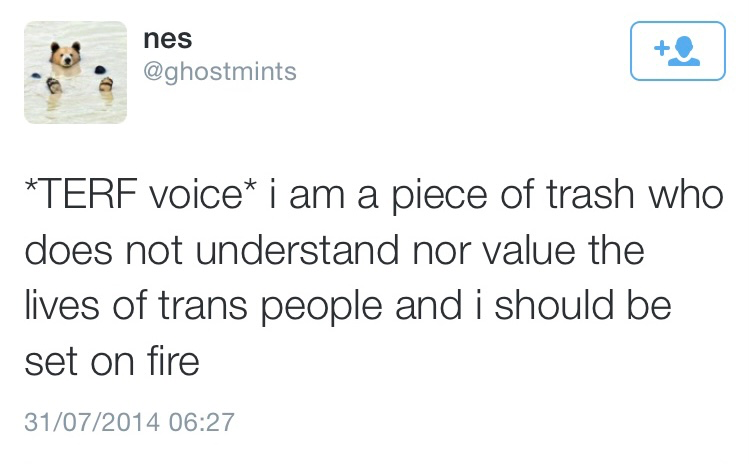 nes
@ghostmints
*TERF voice* i am a piece of trash who
does not understand nor value the
lives of trans people and i should be
set on fire
31/07/2014 06:27